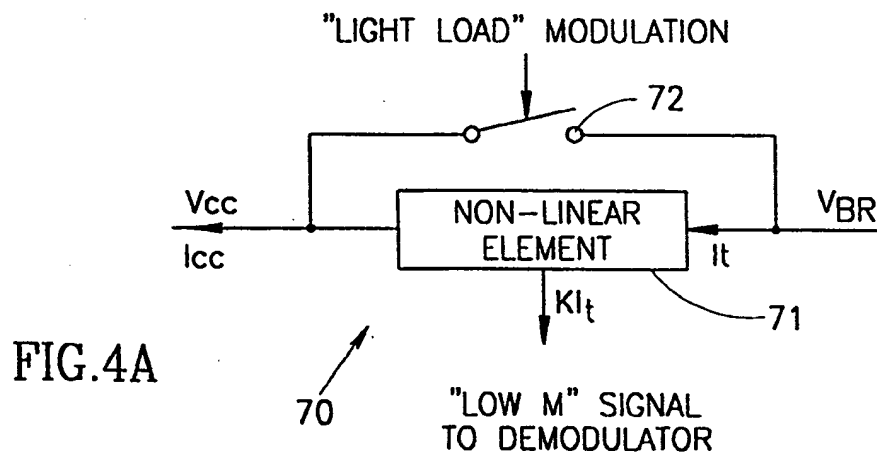 "LIGHT LOAD" MODULATION
72
Vcc
Icc
NON-LINEAR
ELEMENT
VBR
It
KIt
71
FIG.4A
70
"LOW M" SIGNAL
TO DEMODULATOR